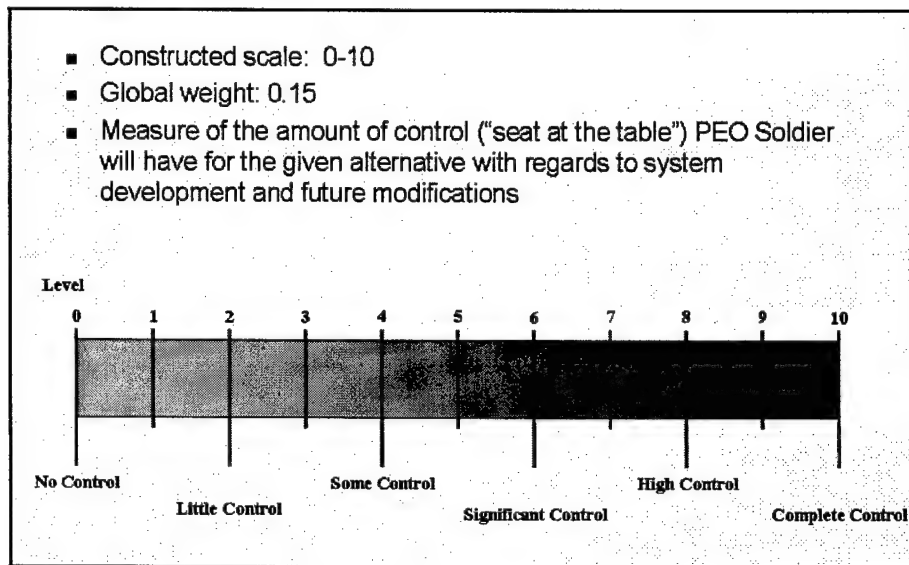 ▪ Constructed scale: 0-10
▪ Global weight: 0.15
▪ Measure of the amount of control ("seat at the table") PEO Soldier
will have for the given alternative with regards to system
development and future modifications
Level
0 1 2 3 4 5 6 7 8 9 10
No Control Some Control High Control
Little Control Significant Control Complete Control